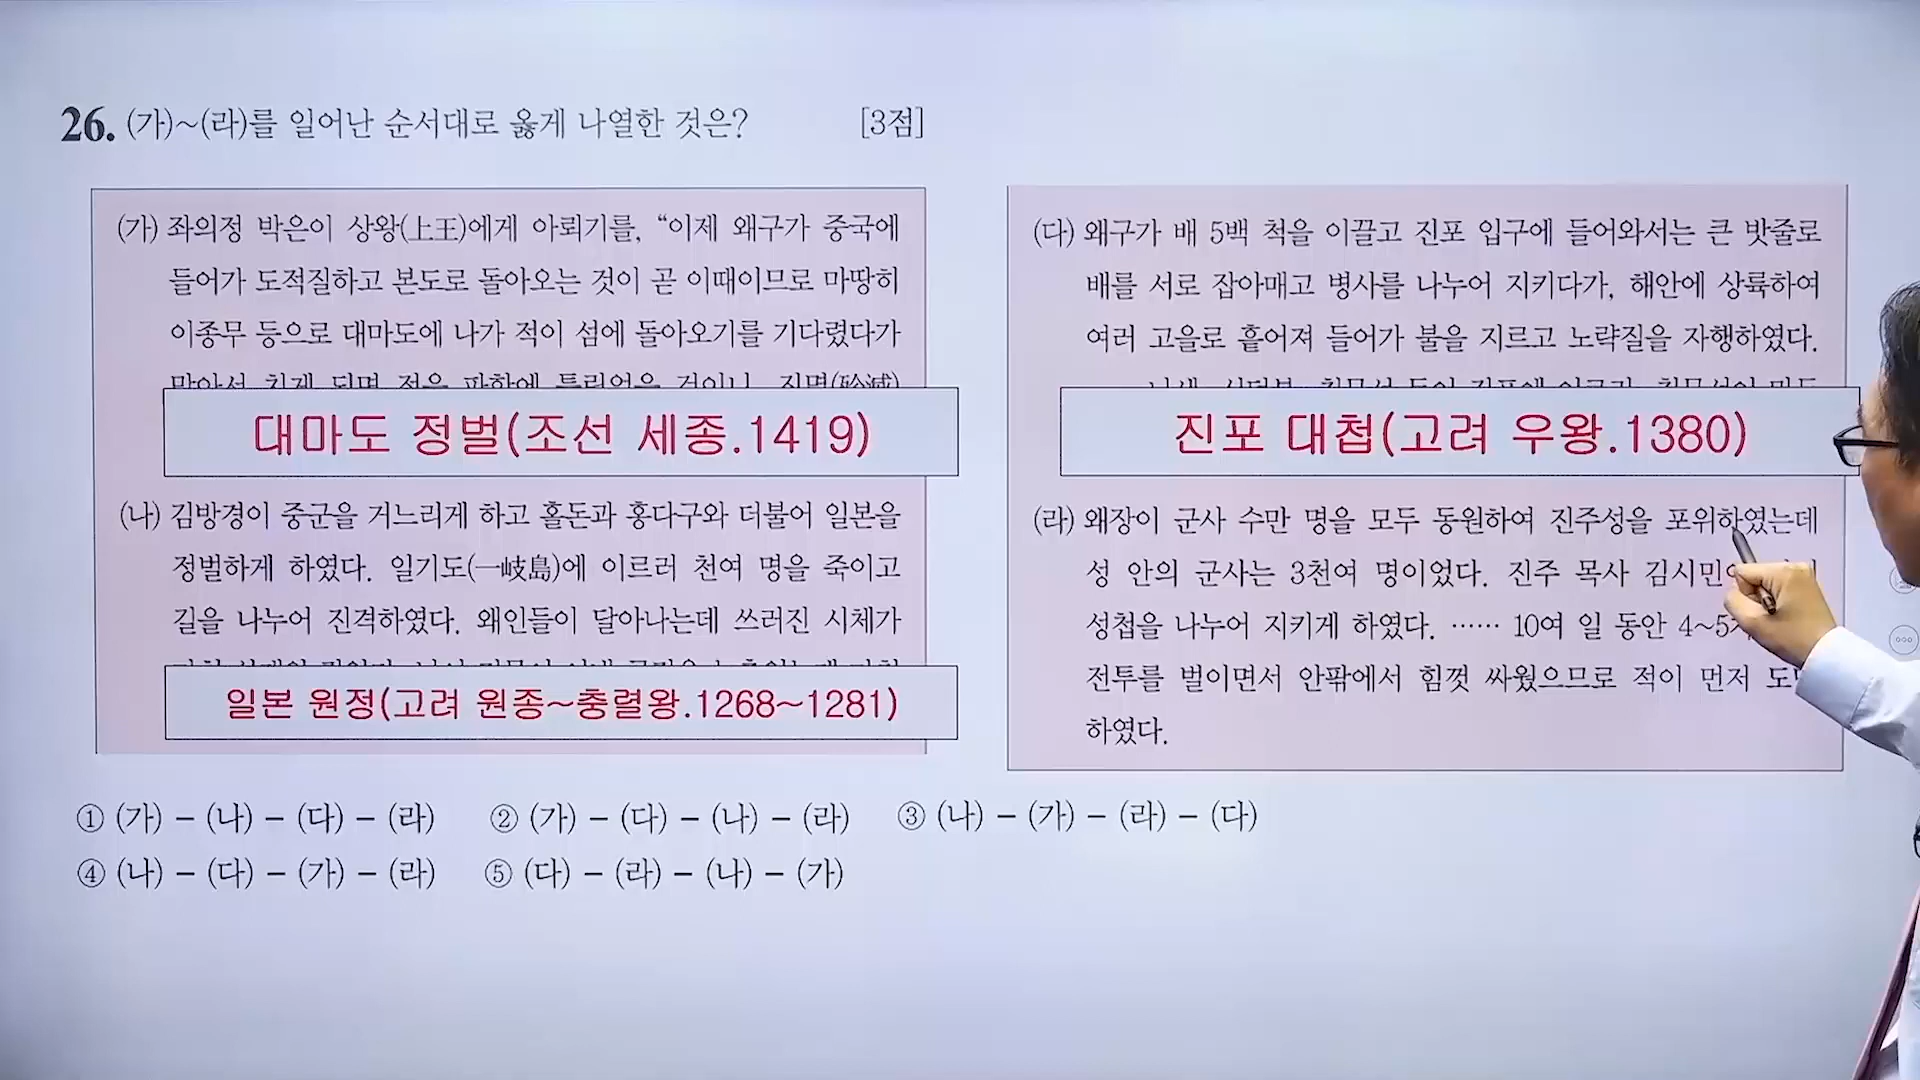 26. (가)~(라)를 일어난 순서대로 옳게 나열한 것은? [3점]
(가) 좌의정 박은이 상왕(上王)에게 아뢰기를, “이제 왜구가 중국에
들어가 도적질하고 본도로 돌아오는 것이 곧 이때이므로 마땅히
이종무 등으로 대마도에 나가 적이 섬에 돌아오기를 기다렸다가
대마도 정벌(조선 세종.1419)
(나) 김방경이 중군을 거느리게 하고 홀돈과 홍다구와 더불어 일본을
정벌하게 하였다. 일기도(一岐島)에 이르러 천여 명을 죽이고
길을 나누어 진격하였다. 왜인들이 달아나는데 쓰러진 시체가
일본 원정(고려 원종~충렬왕.1268~1281)
(다) 왜구가 배 5백 척을 이끌고 진포 입구에 들어와서는 큰 밧줄로
배를 서로 잡아매고 병사를 나누어 지키다가, 해안에 상륙하여
여러 고을로 흩어져 들어가 불을 지르고 노략질을 자행하였다.
진포 대첩(고려 우왕.1380)
(라) 왜장이 군사 수만 명을 모두 동원하여 진주성을 포위하였는데
성 안의 군사는 3천여 명이었다. 진주 목사 김시민이
성첩을 나누어 지키게 하였다. …… 10여 일 동안 4~5
전투를 벌이면서 안팎에서 힘껏 싸웠으므로 적이 먼저
하였다.
① (가) - (나) - (다) - (라) ② (가) - (다) - (나) - (라) ③ (나) - (가) - (라) - (다)
④ (나) - (다) - (가) - (라) ⑤ (다) - (라) - (나) - (가)